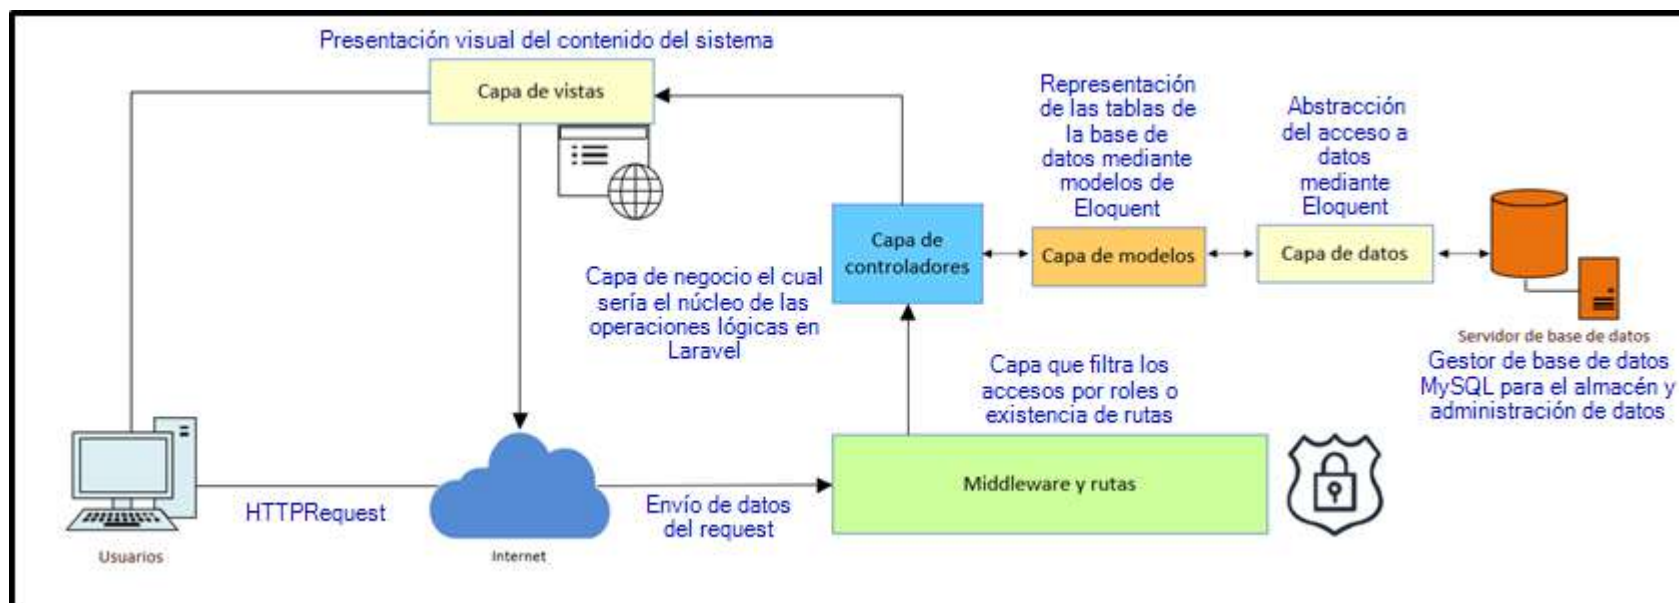 Presentación visual del contenido del sistema
Capa de vistas
Representación
de las tablas de
la base de
datos mediante
modelos de
Eloquent
Abstracción
del acceso a
datos
mediante
Eloquent
Capa de
controladores
Capa de modelos
Capa de datos
Capa de negocio el cual
sería el núcleo de las
operaciones lógicas en
Laravel
Servidor de base de datos
Gestor de base de datos
MySQL para el almacén y
administración de datos
Capa que filtra los
accesos por roles o
existencia de rutas
Middleware y rutas
HTTPRequest
Envío de datos
del request
Usuarios
Internet